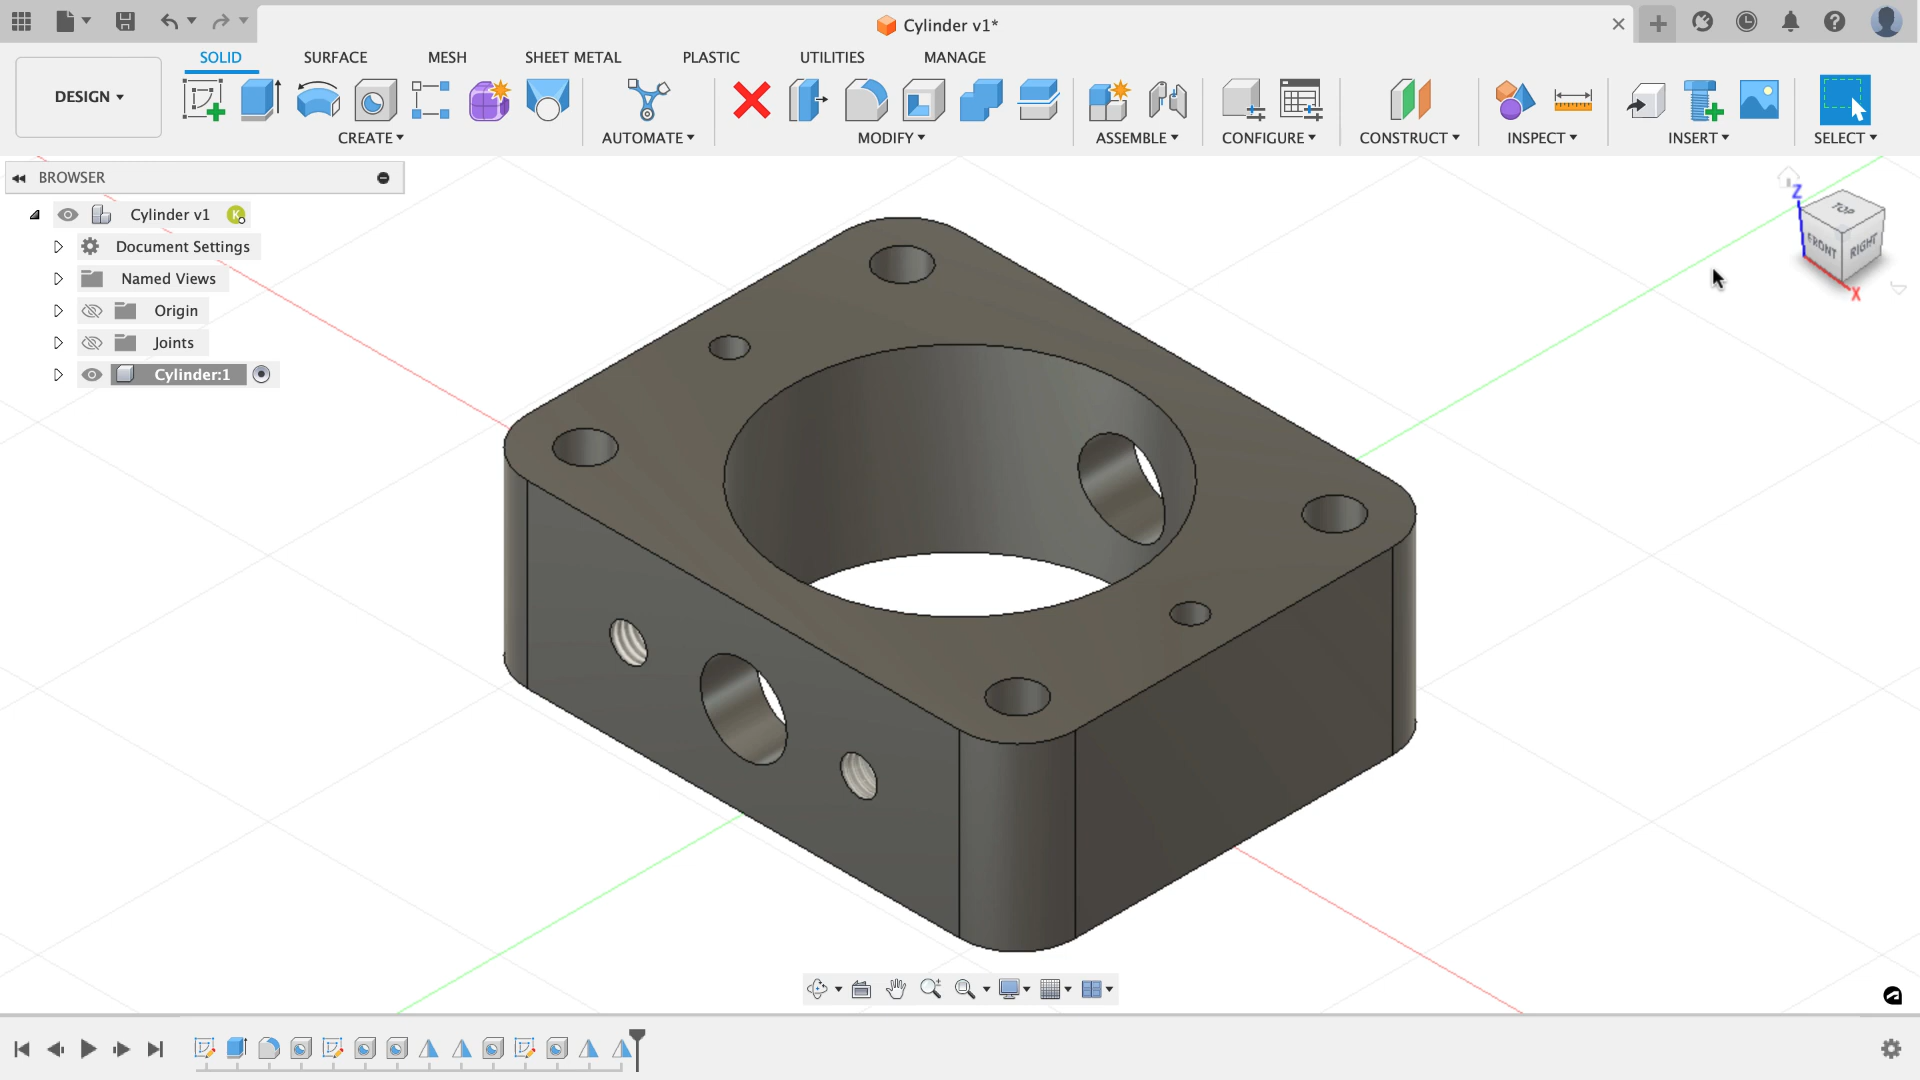 Cylinder v1*
SOLID SURFACE MESH SHEET METAL PLASTIC UTILITIES MANAGE
DESIGN
CREATE AUTOMATE MODIFY ASSEMBLE CONFIGURE CONSTRUCT INSPECT INSERT SELECT
BROWSER
Cylinder v1 K
Document Settings
Named Views
Origin
Joints
Cylinder:1
Z
TOP
FRONT RIGHT
X